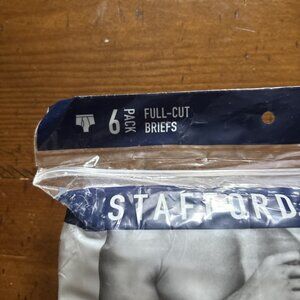 6 PACK
FULL-CUT
BRIEFS
STAFFORD